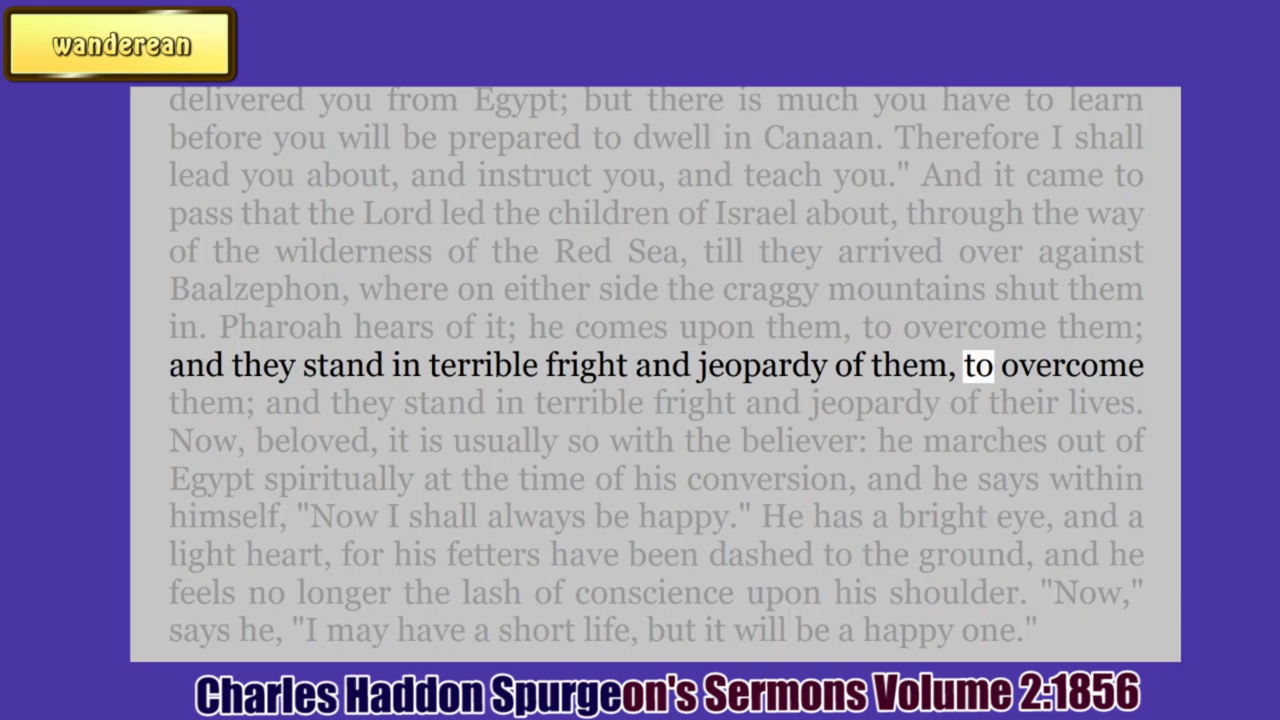 wanderean
delivered you from Egypt; but there is much you have to learn
before you will be prepared to dwell in Canaan. Therefore I shall
lead you about, and instruct you, and teach you." And it came to
pass that the Lord led the children of Israel about, through the way
of the wilderness of the Red Sea, till they arrived over against
Baalzephon, where on either side the craggy mountains shut them
in. Pharoah hears of it; he comes upon them, to overcome them;
and they stand in terrible fright and jeopardy of them, to overcome
them; and they stand in terrible fright and jeopardy of their lives.
Now, beloved, it is usually so with the believer: he marches out of
Egypt spiritually at the time of his conversion, and he says within
himself, "Now I shall always be happy." He has a bright eye, and a
light heart, for his fetters have been dashed to the ground, and he
feels no longer the lash of conscience upon his shoulder. "Now,"
says he, "I may have a short life, but it will be a happy one."
Charles Haddon Spurgeon's Sermons Volume 2:1856